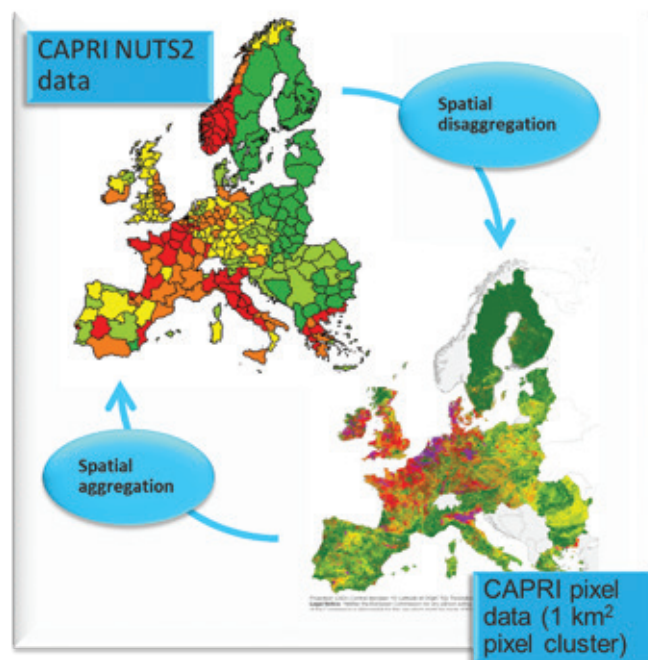 CAPRI NUTS2
data
Spatial
disaggregation
Spatial
aggregation
CAPRI pixel
data (1 km²
pixel cluster)